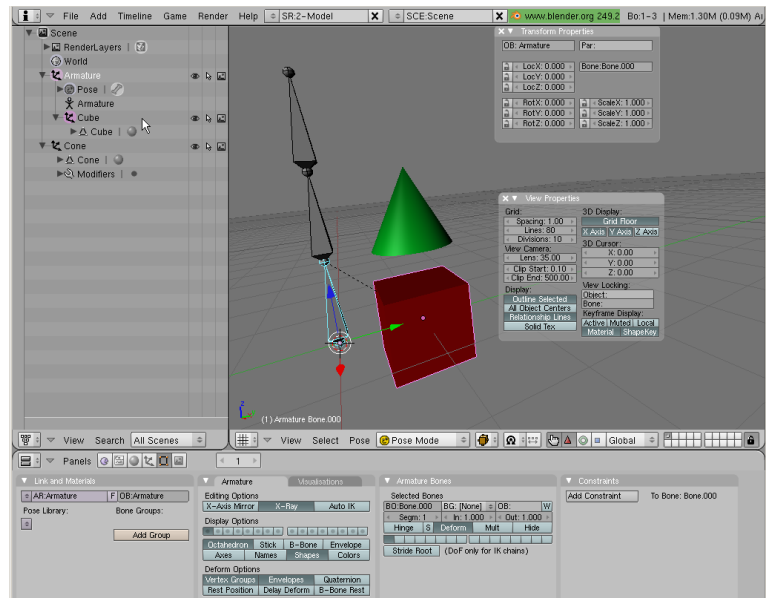 File Add Timeline Game Render Help SR:2-Model X SCE:Scene X www.blender.org 249.2 Bo:1-3 | Mem:1.30M (0.09M)
Scene
RenderLayers |
World
Armature
Pose |
Armature
Cube
Cube |
Cone
Cone |
Modifiers |
Transform Properties
OB: Armature Par:
LocX: 0.000 Bone:Bone.000
LocY: 0.000
LocZ: 0.000
RotX: 0.000 ScaleX: 1.000
RotY: 0.000 ScaleY: 1.000
RotZ: 0.000 ScaleZ: 1.000
View Properties
Grid: 3D Display:
Spacing: 1.00 Grid Floor
Lines: 80 X Axis Y Axis Z Axis
Divisions: 10 3D Cursor:
View Camera: X: 0.00
Lens: 35.00 Y: 0.00
Clip Start: 0.10 Z: 0.00
Clip End: 500.00 View Locking:
Display: Object:
Outline Selected Bone:
All Object Centers Keyframe Display:
Relationship Lines Active Muted Local
Solid Tex Material ShapeKey
z
(1) Armature Bone.000
View Search All Scenes View Select Pose Pose Mode Global
Panels 1
Link and Materials
AR:Armature F OB:Armature
Pose Library: Bone Groups:
Add Group
Armature Visualisations
Editing Options
X-Axis Mirror X-Ray Auto IK
Display Options
Octahedron Stick B-Bone Envelope
Axes Names Shapes Colors
Deform Options
Vertex Groups Envelopes Quaternion
Rest Position Delay Deform B-Bone Rest
Armature Bones
Selected Bones
BO:Bone.000 BG: [None] OB: W
Segm: 1 In: 1.000 Out: 1.000
Hinge S Deform Mult Hide
Stride Root (DoF only for IK chains)
Constraints
Add Constraint To Bone: Bone.000